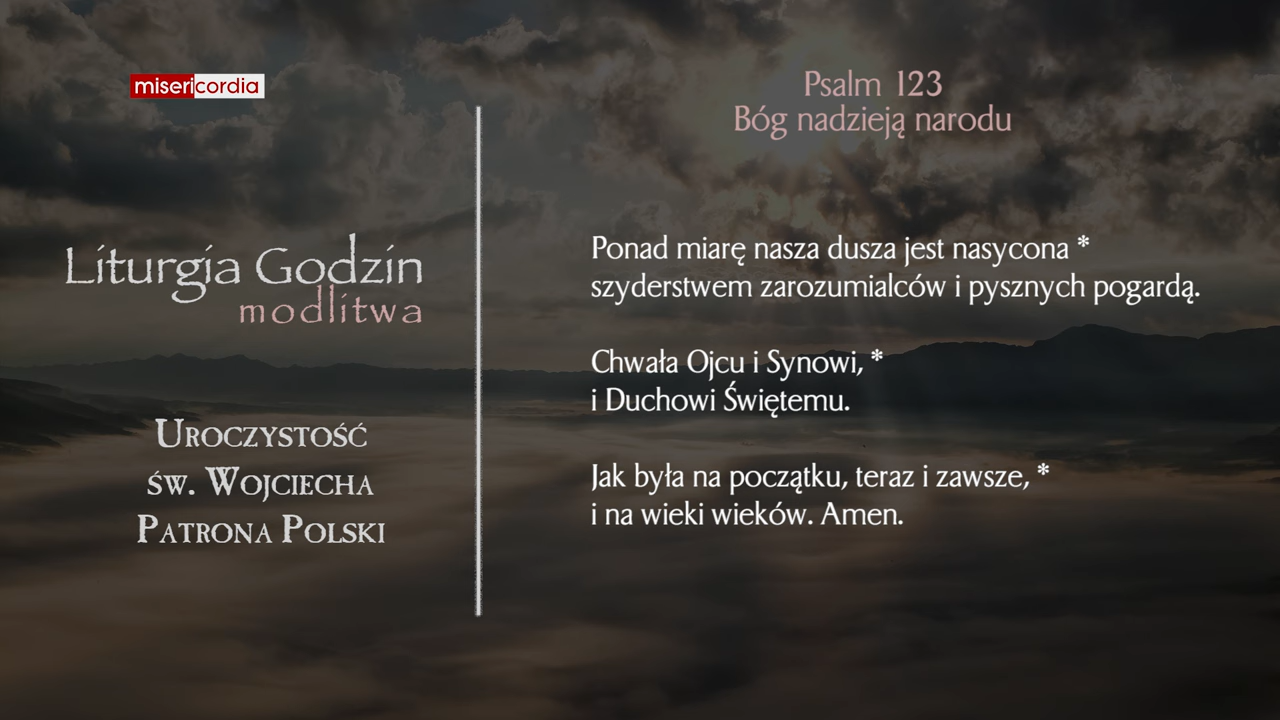 misericordia
Liturgia Godzin
modlitwa
Uroczystość
św. Wojciecha
Patrona Polski
Psalm 123
Bóg nadzieją narodu
Ponad miarę nasza dusza jest nasycona *
szyderstwem zarozumialców i pysznych pogardą.
Chwała Ojcu i Synowi, *
i Duchowi Świętemu.
Jak była na początku, teraz i zawsze, *
i na wieki wieków. Amen.